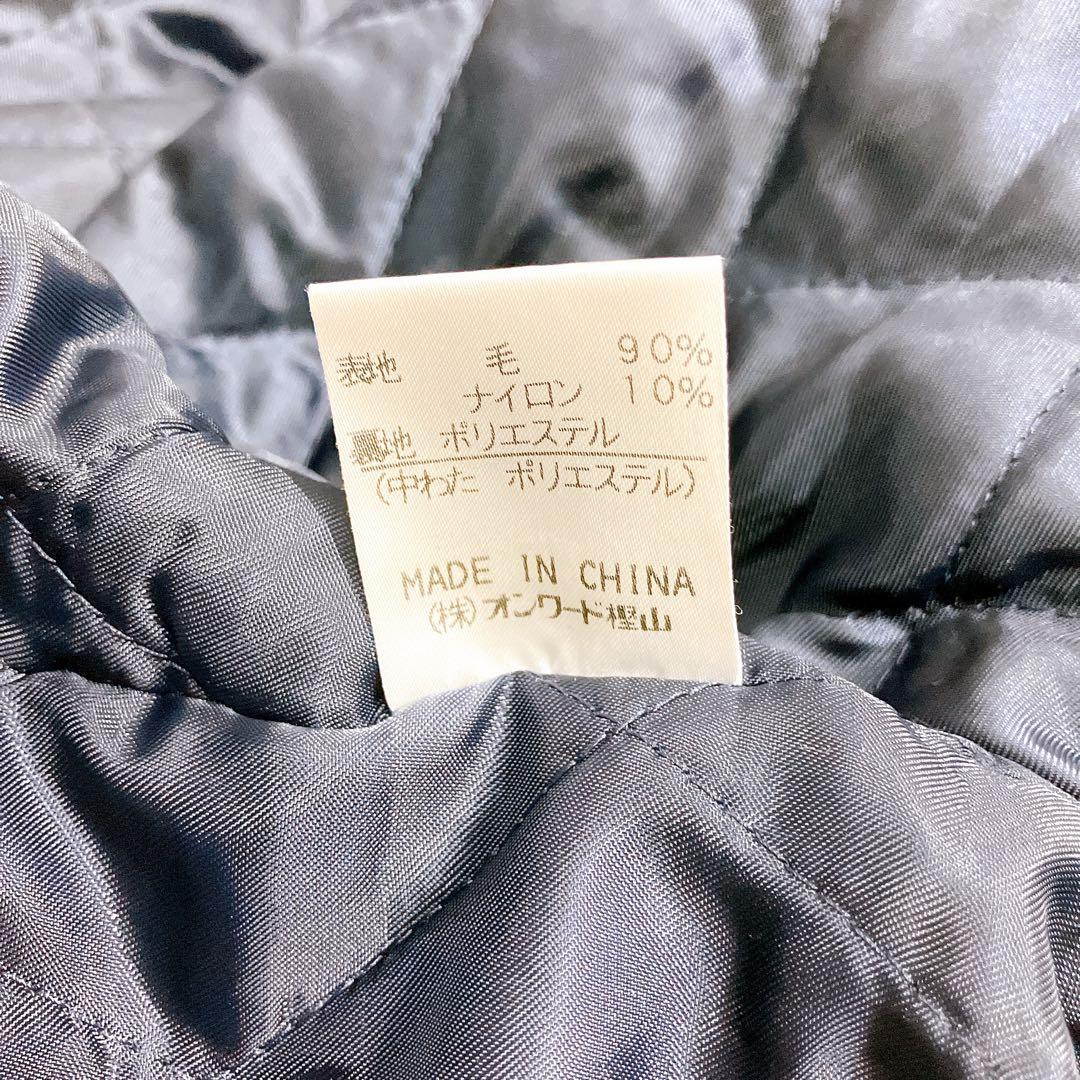 表地 毛 90%
ナイロン 10%
裏地 ポリエステル
(中わた ポリエステル)
MADE IN CHINA
(株)オンワード樫山